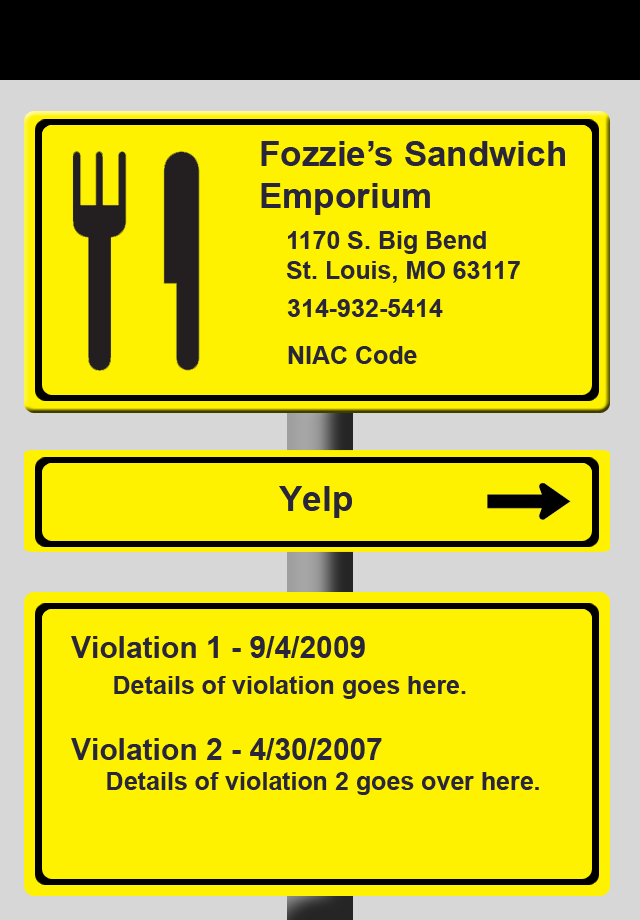 Fozzie’s Sandwich
Emporium
1170 S. Big Bend
St. Louis, MO 63117
314-932-5414
NIAC Code
Yelp
Violation 1 - 9/4/2009
Details of violation goes here.
Violation 2 - 4/30/2007
Details of violation 2 goes over here.